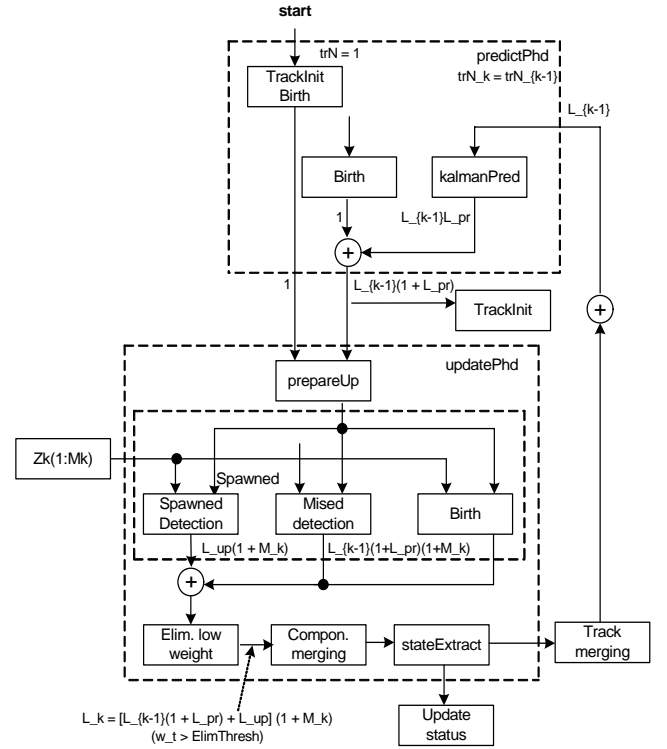 start
trN = 1
predictPhd
trN_k = trN_{k-1}
TrackInit
Birth
L_{k-1}
Birth
kalmanPred
1
L_{k-1}L_pr
+
1
L_{k-1}(1 + L_pr)
TrackInit
+
updatePhd
prepareUp
Zk(1:Mk)
Spawned
Spawned
Detection
Mised
detection
Birth
L_up(1 + M_k)
L_{k-1}(1+L_pr)(1+M_k)
+
Elim. low
weight
Compon.
merging
stateExtract
Track
merging
L_k = [L_{k-1}(1 + L_pr) + L_up] (1 + M_k)
(w_t > ElimThresh)
Update
status